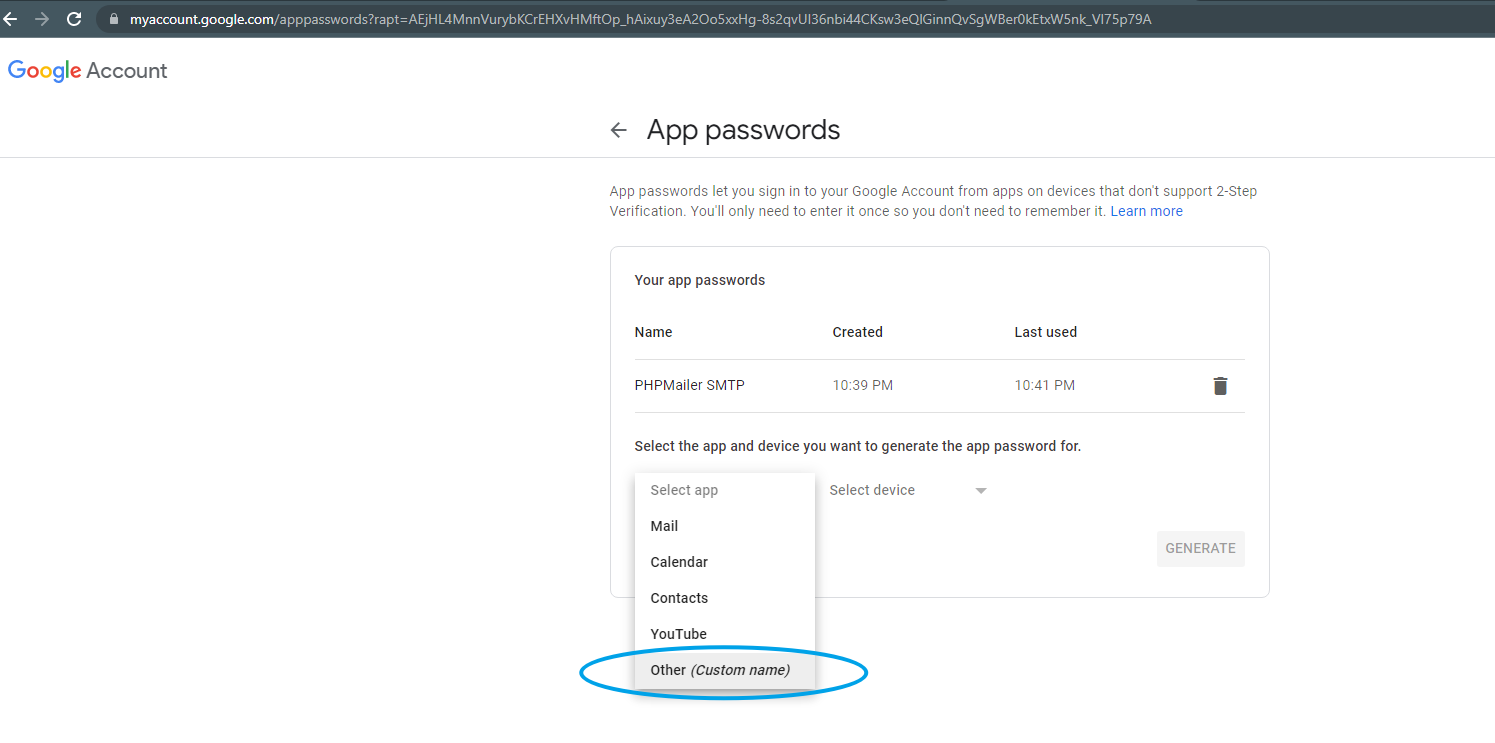 myaccount.google.com/apppasswords?rapt=AEjHL4MnnVurybKCrEHXvHMftOp_hAixuy3eA2Oo5xxHg-8s2qvUI36nbi44CKsw3eQIGinnQvSgWBer0kEtxW5nk_VI75p79A
Google Account
App passwords
App passwords let you sign in to your Google Account from apps on devices that don't support 2-Step
Verification. You'll only need to enter it once so you don't need to remember it. Learn more
Your app passwords
Name Created Last used
PHPMailer SMTP 10:39 PM 10:41 PM
Select the app and device you want to generate the app password for.
Select app Select device
Mail
GENERATE
Calendar
Contacts
YouTube
Other (Custom name)